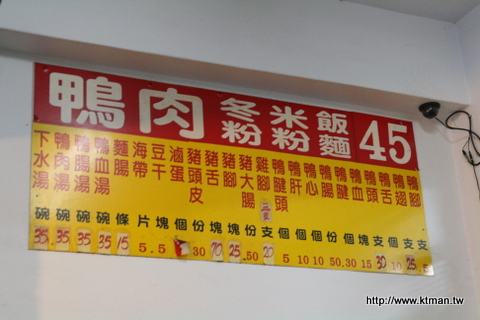 鴨肉 冬粉 米粉 飯麵 45
下水湯 碗 35
鴨肉湯 碗 35
鴨腸湯 碗 35
鴨血湯 碗 35
麵腸 條 15
海帶 片 5
豆干 塊 5
滷蛋 個
豬頭皮 份 30
豬舌 塊 70
豬腳 塊 25
豬大腸 份 50
雞腳 支 20
鴨腱頭 個 5
鴨肝 個 10
鴨心 個 10
鴨腸 份 50
鴨腱 個 30
鴨血 塊 15
鴨頭 支 30
鴨舌 個 10
鴨翅 支 25
鴨腳 支 5
http://www.ktman.tw